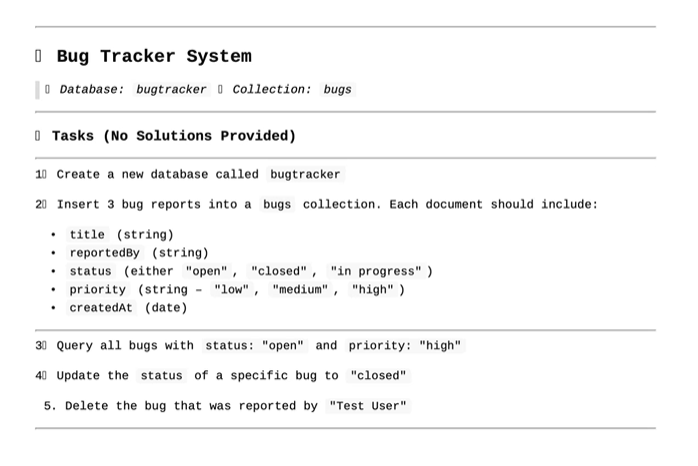 Bug Tracker System
Database: bugtracker Collection: bugs
Tasks (No Solutions Provided)
1 Create a new database called bugtracker
2 Insert 3 bug reports into a bugs collection. Each document should include:
• title (string)
• reportedBy (string)
• status (either "open", "closed", "in progress")
• priority (string – "low", "medium", "high")
• createdAt (date)
3 Query all bugs with status: "open" and priority: "high"
4 Update the status of a specific bug to "closed"
5. Delete the bug that was reported by "Test User"